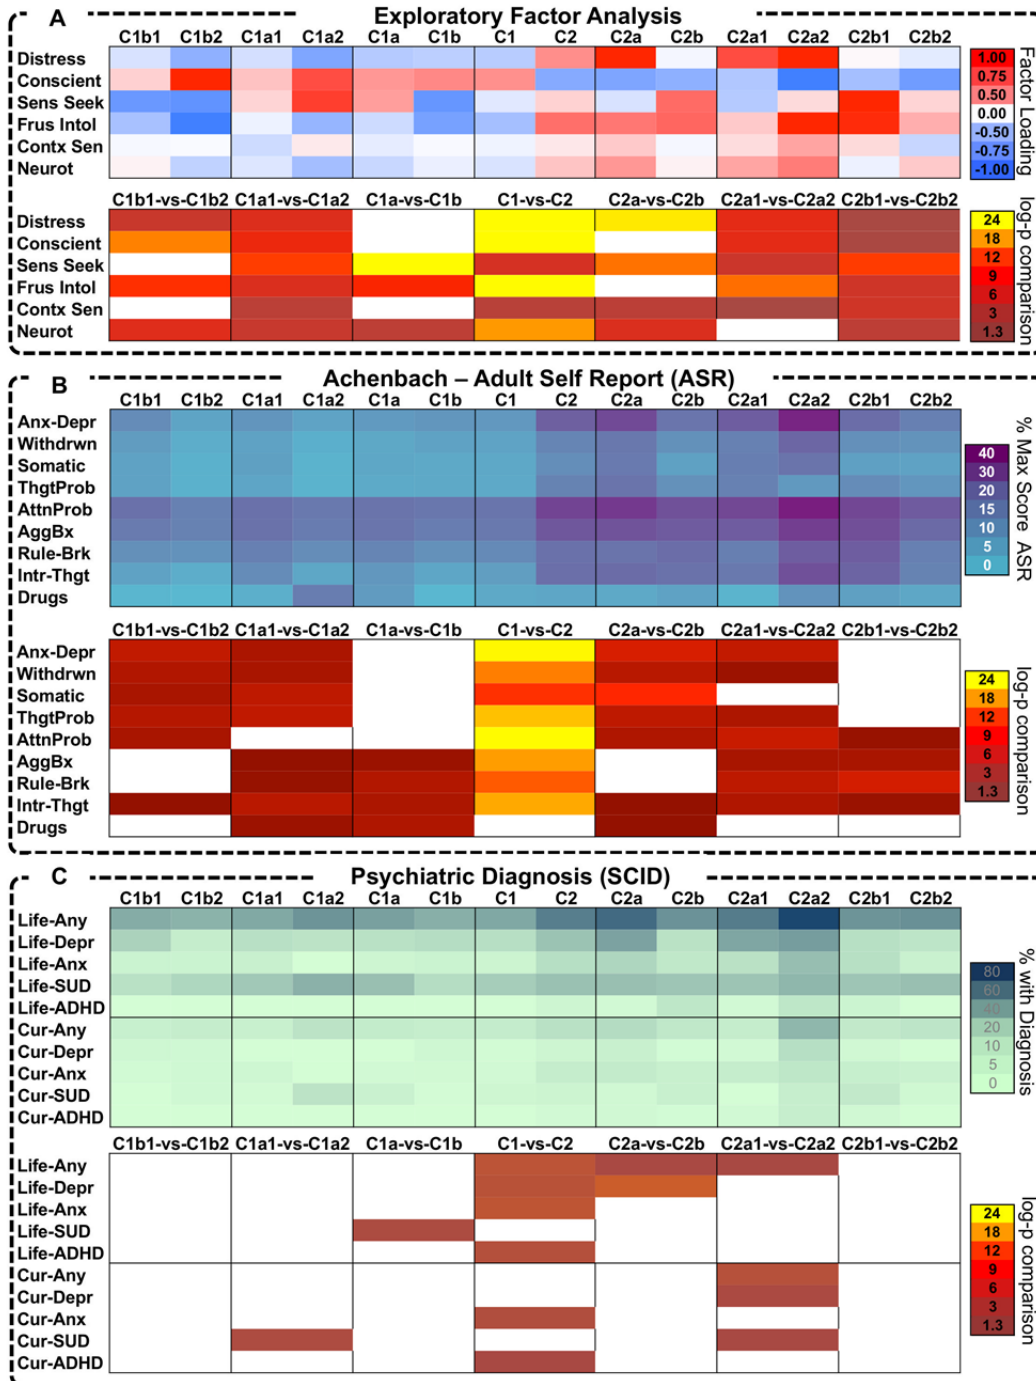 A Exploratory Factor Analysis
C1b1 C1b2 C1a1 C1a2 C1a C1b C1 C2 C2a C2b C2a1 C2a2 C2b1 C2b2
Distress
Conscient
Sens Seek
Frus Intol
Contx Sen
Neurot
1.00
0.75
0.50
0.00
-0.50
-0.75
-1.00
Factor Loading
C1b1-vs-C1b2 C1a1-vs-C1a2 C1a-vs-C1b C1-vs-C2 C2a-vs-C2b C2a1-vs-C2a2 C2b1-vs-C2b2
Distress
Conscient
Sens Seek
Frus Intol
Contx Sen
Neurot
24
18
12
9
6
3
1.3
log-p comparison
B Achenbach – Adult Self Report (ASR)
C1b1 C1b2 C1a1 C1a2 C1a C1b C1 C2 C2a C2b C2a1 C2a2 C2b1 C2b2
Anx-Depr
Withdrwn
Somatic
ThgtProb
AttnProb
AggBx
Rule-Brk
Intr-Thgt
Drugs
40
30
20
15
10
5
0
% Max Score ASR
C1b1-vs-C1b2 C1a1-vs-C1a2 C1a-vs-C1b C1-vs-C2 C2a-vs-C2b C2a1-vs-C2a2 C2b1-vs-C2b2
Anx-Depr
Withdrwn
Somatic
ThgtProb
AttnProb
AggBx
Rule-Brk
Intr-Thgt
Drugs
24
18
12
9
6
3
1.3
log-p comparison
C Psychiatric Diagnosis (SCID)
C1b1 C1b2 C1a1 C1a2 C1a C1b C1 C2 C2a C2b C2a1 C2a2 C2b1 C2b2
Life-Any
Life-Depr
Life-Anx
Life-SUD
Life-ADHD
Cur-Any
Cur-Depr
Cur-Anx
Cur-SUD
Cur-ADHD
80
60
40
20
10
5
0
% with Diagnosis
C1b1-vs-C1b2 C1a1-vs-C1a2 C1a-vs-C1b C1-vs-C2 C2a-vs-C2b C2a1-vs-C2a2 C2b1-vs-C2b2
Life-Any
Life-Depr
Life-Anx
Life-SUD
Life-ADHD
Cur-Any
Cur-Depr
Cur-Anx
Cur-SUD
Cur-ADHD
24
18
12
9
6
3
1.3
log-p comparison